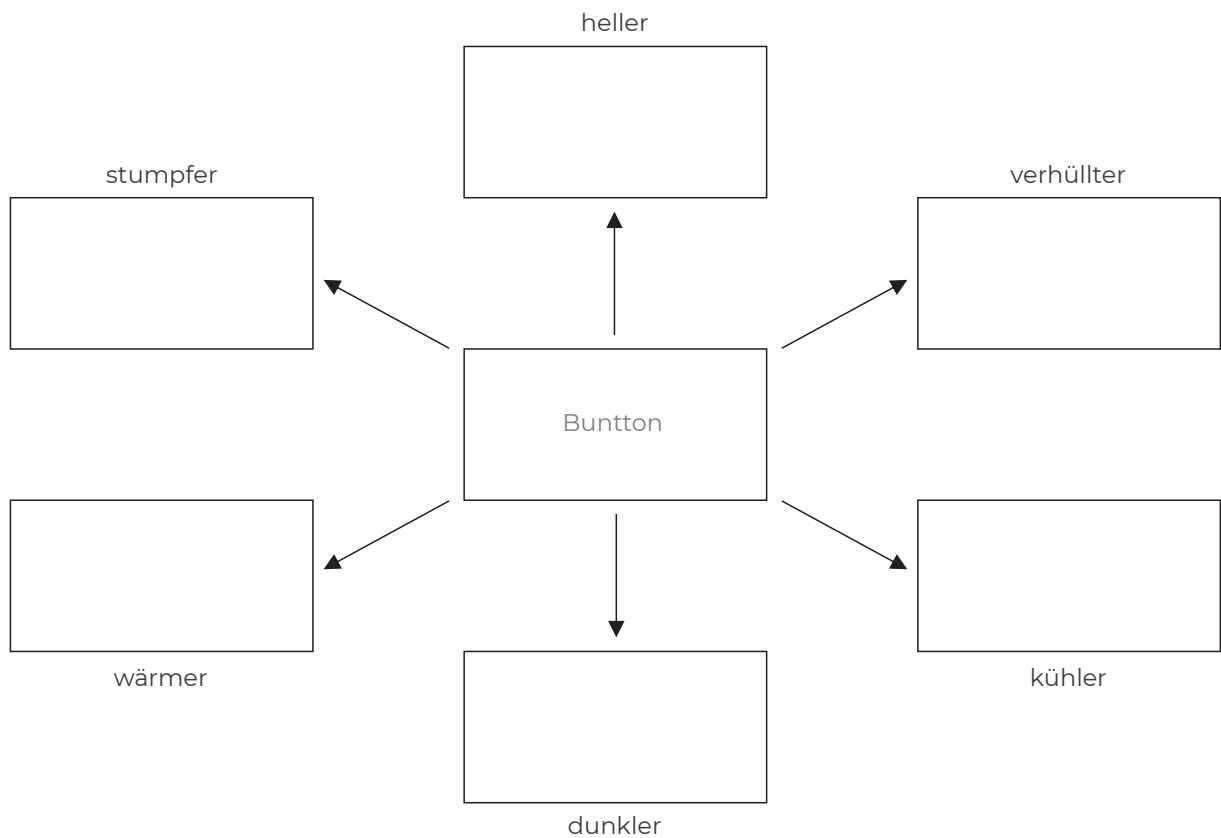 heller
stumpfer
verhüllter
Buntton
wärmer
kühler
dunkler